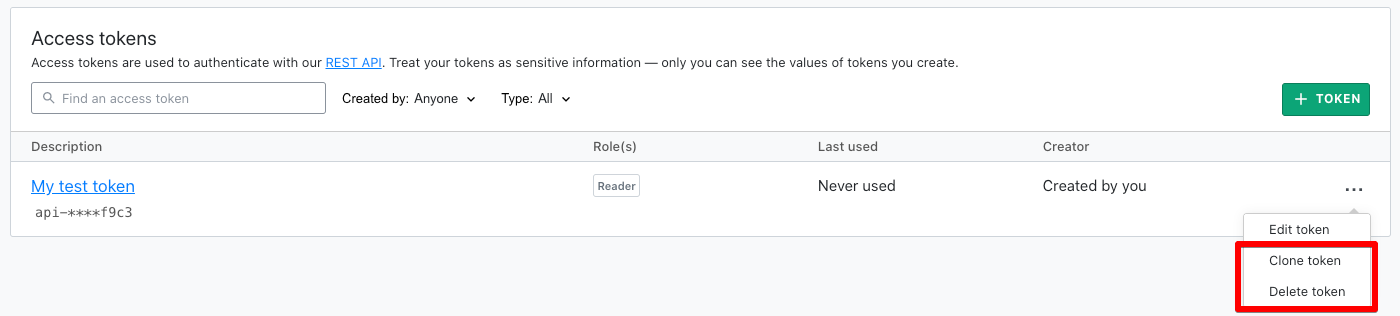 Access tokens
Access tokens are used to authenticate with our REST API. Treat your tokens as sensitive information — only you can see the values of tokens you create.
Find an access token Created by: Anyone Type: All + TOKEN
Description Role(s) Last used Creator
My test token Reader Never used Created by you ...
api-****f9c3
Edit token
Clone token
Delete token